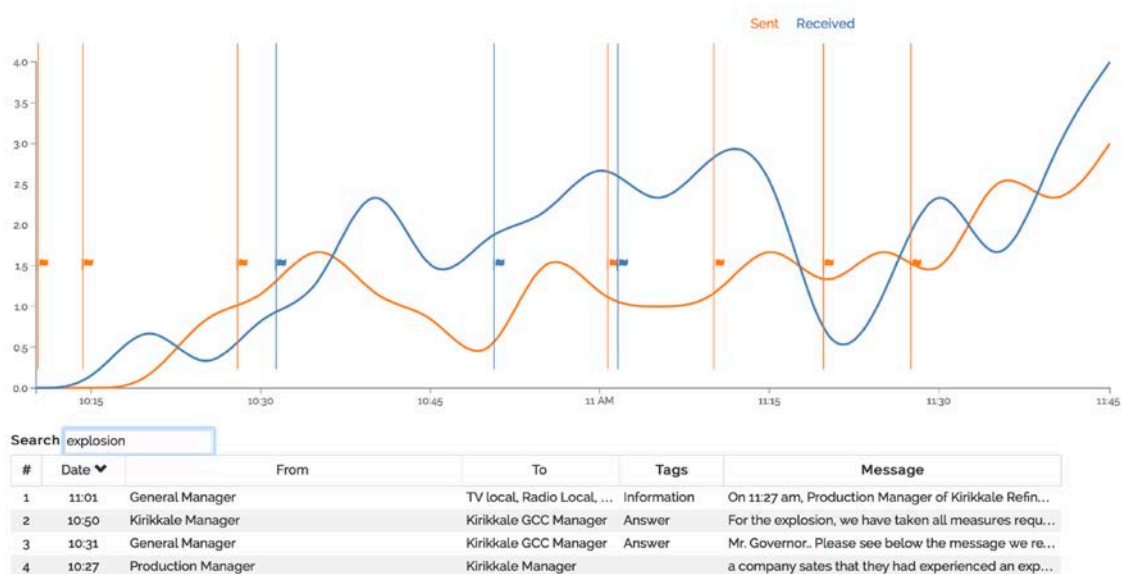 Sent Received
4.0
3.5
3.0
2.5
2.0
1.5
1.0
0.5
0.0
10:15 10:30 10:45 11 AM 11:15 11:30 11:45
Search explosion
# Date From To Tags Message
1 11:01 General Manager TV local, Radio Local, ... Information On 11:27 am, Production Manager of Kirikkale Refin...
2 10:50 Kirikkale Manager Kirikkale GCC Manager Answer For the explosion, we have taken all measures requ...
3 10:31 General Manager Kirikkale GCC Manager Answer Mr. Governor.. Please see below the message we re...
4 10:27 Production Manager Kirikkale Manager a company sates that they had experienced an exp...